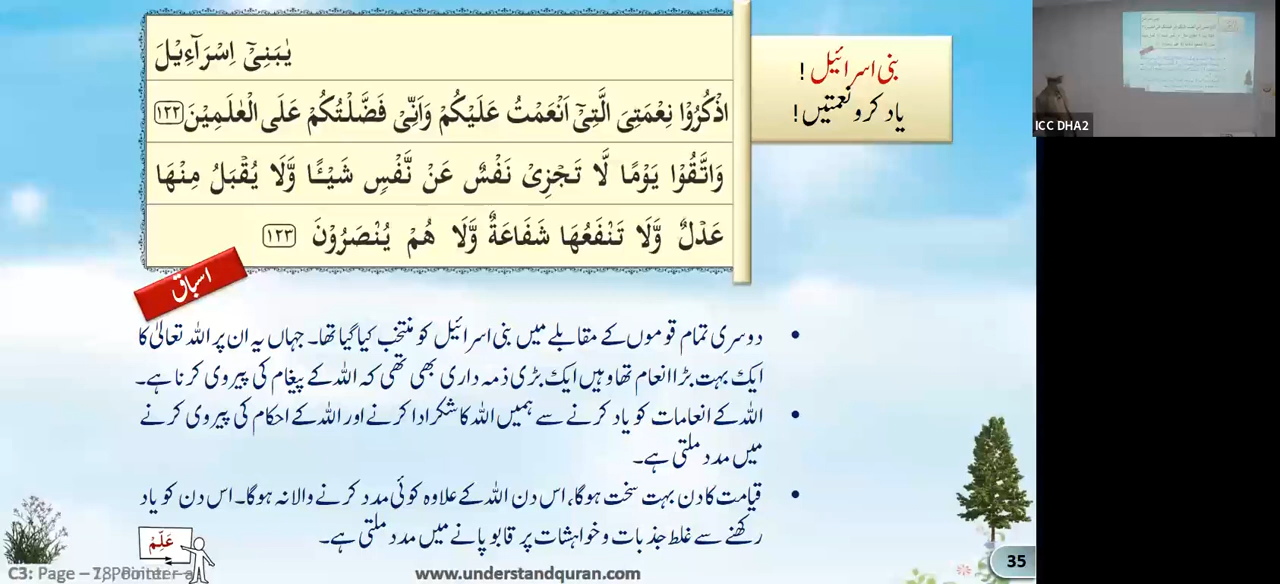 بنی اسرائیل !
یاد کرو نعمتیں !
يٰبَنِىْٓ اِسْرَآءِيْلَ
اذْكُرُوْا نِعْمَتِىَ الَّتِىْٓ اَنْعَمْتُ عَلَيْكُمْ وَاَنِّىْ فَضَّلْتُكُمْ عَلَى الْعٰلَمِيْنَ ١٢٢
وَاتَّقُوْا يَوْمًا لَّا تَجْزِىْ نَفْسٌ عَنْ نَّفْسٍ شَيْـًٔا وَّلَا يُقْبَلُ مِنْهَا
عَدْلٌ وَّلَا تَنْفَعُهَا شَفَاعَةٌ وَّلَا هُمْ يُنْصَرُوْنَ ١٢٣
اسباق
• دوسری تمام قوموں کے مقابلے میں بنی اسرائیل کو منتخب کیا گیا تھا۔ جہاں یہ ان پر اللہ تعالیٰ کا
ایک بہت بڑا انعام تھا وہیں ایک بڑی ذمہ داری بھی تھی کہ اللہ کے پیغام کی پیروی کرنا ہے۔
• اللہ کے انعامات کو یاد کرنے سے ہمیں اللہ کا شکر ادا کرنے اور اللہ کے احکام کی پیروی کرنے
میں مدد ملتی ہے۔
• قیامت کا دن بہت سخت ہوگا، اس دن اللہ کے علاوہ کوئی مدد کرنے والا نہ ہوگا۔ اس دن کو یاد
رکھنے سے غلط جذبات و خواہشات پر قابو پانے میں مدد ملتی ہے۔
عَلِّمْ
C3: Page –
www.understandquran.com
35
ICC DHA2